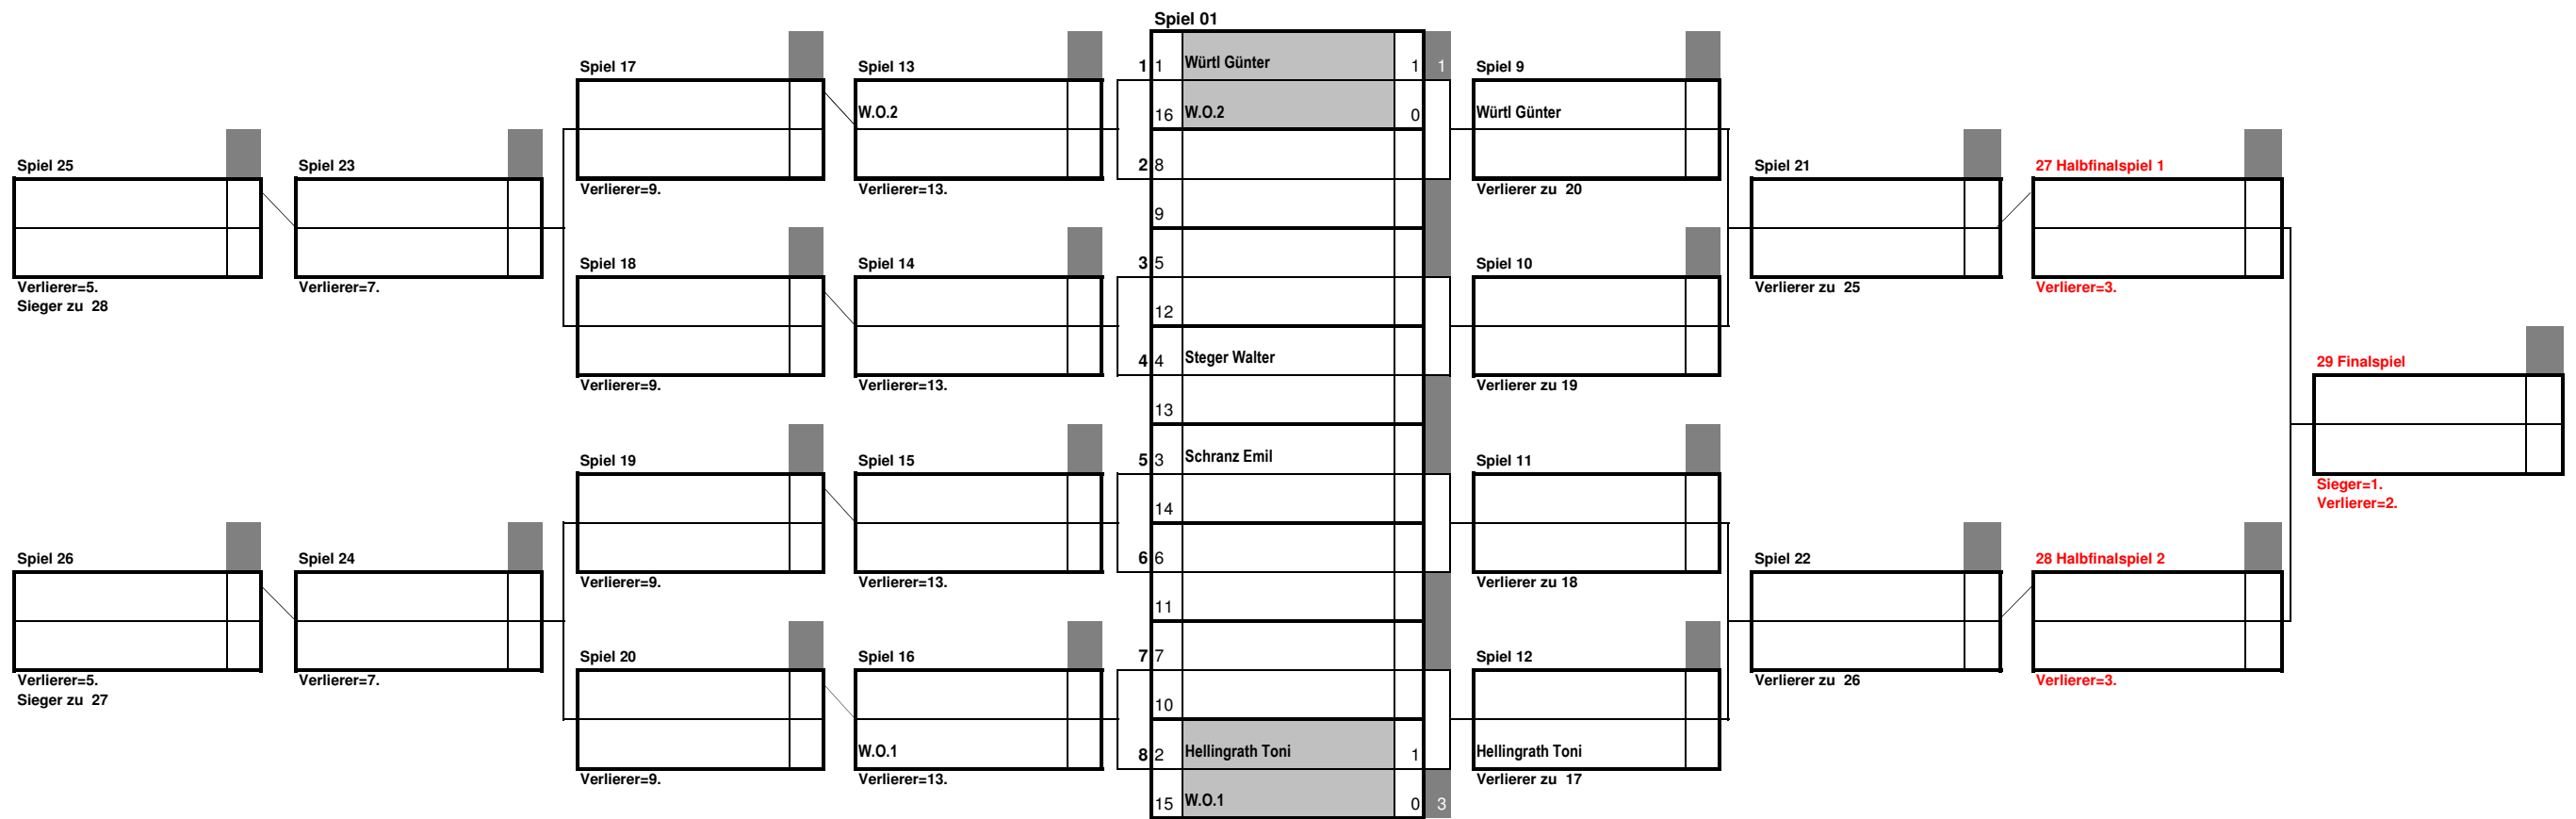 Spiel 01
1 1 Würtl Günter 1 1
Spiel 17 Spiel 13 Spiel 9
W.O.2 16 W.O.2 0 Würtl Günter
Spiel 25 Spiel 23 2 8 Spiel 21 27 Halbfinalspiel 1
Verlierer=9. Verlierer=13. Verlierer zu 20
9
Spiel 18 Spiel 14 3 5 Spiel 10
Verlierer=5. Verlierer=7. Verlierer zu 25 Verlierer=3.
Sieger zu 28 12
4 4 Steger Walter 29 Finalspiel
Verlierer=9. Verlierer=13. Verlierer zu 19
13
Spiel 19 Spiel 15 5 3 Schranz Emil Spiel 11
Sieger=1.
14 Verlierer=2.
Spiel 26 Spiel 24 6 6 Spiel 22 28 Halbfinalspiel 2
Verlierer=9. Verlierer=13. Verlierer zu 18
11
Spiel 20 Spiel 16 7 7 Spiel 12
Verlierer=5. Verlierer=7. Verlierer zu 26 Verlierer=3.
Sieger zu 27 10
W.O.1 8 2 Hellingrath Toni 1 Hellingrath Toni
Verlierer=9. Verlierer=13. Verlierer zu 17
15 W.O.1 0 3